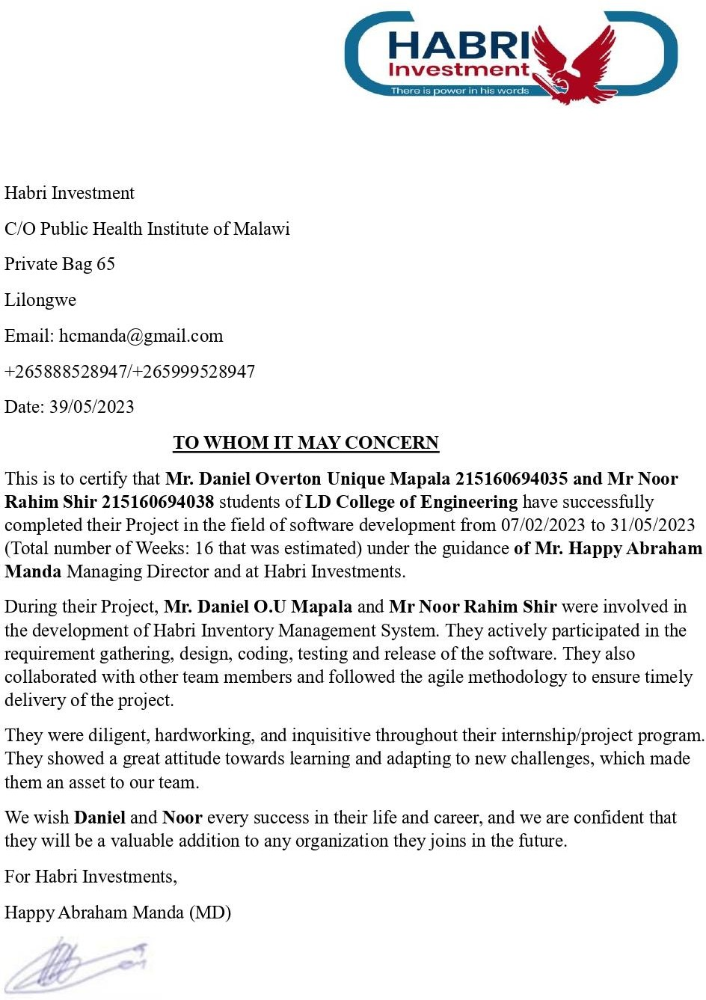 HABRI
Investment
There is power in his words
Habri Investment
C/O Public Health Institute of Malawi
Private Bag 65
Lilongwe
Email: hcmanda@gmail.com
+265888528947/+265999528947
Date: 39/05/2023
TO WHOM IT MAY CONCERN
This is to certify that Mr. Daniel Overton Unique Mapala 215160694035 and Mr Noor
Rahim Shir 215160694038 students of LD College of Engineering have successfully
completed their Project in the field of software development from 07/02/2023 to 31/05/2023
(Total number of Weeks: 16 that was estimated) under the guidance of Mr. Happy Abraham
Manda Managing Director and at Habri Investments.
During their Project, Mr. Daniel O.U Mapala and Mr Noor Rahim Shir were involved in
the development of Habri Inventory Management System. They actively participated in the
requirement gathering, design, coding, testing and release of the software. They also
collaborated with other team members and followed the agile methodology to ensure timely
delivery of the project.
They were diligent, hardworking, and inquisitive throughout their internship/project program.
They showed a great attitude towards learning and adapting to new challenges, which made
them an asset to our team.
We wish Daniel and Noor every success in their life and career, and we are confident that
they will be a valuable addition to any organization they joins in the future.
For Habri Investments,
Happy Abraham Manda (MD)